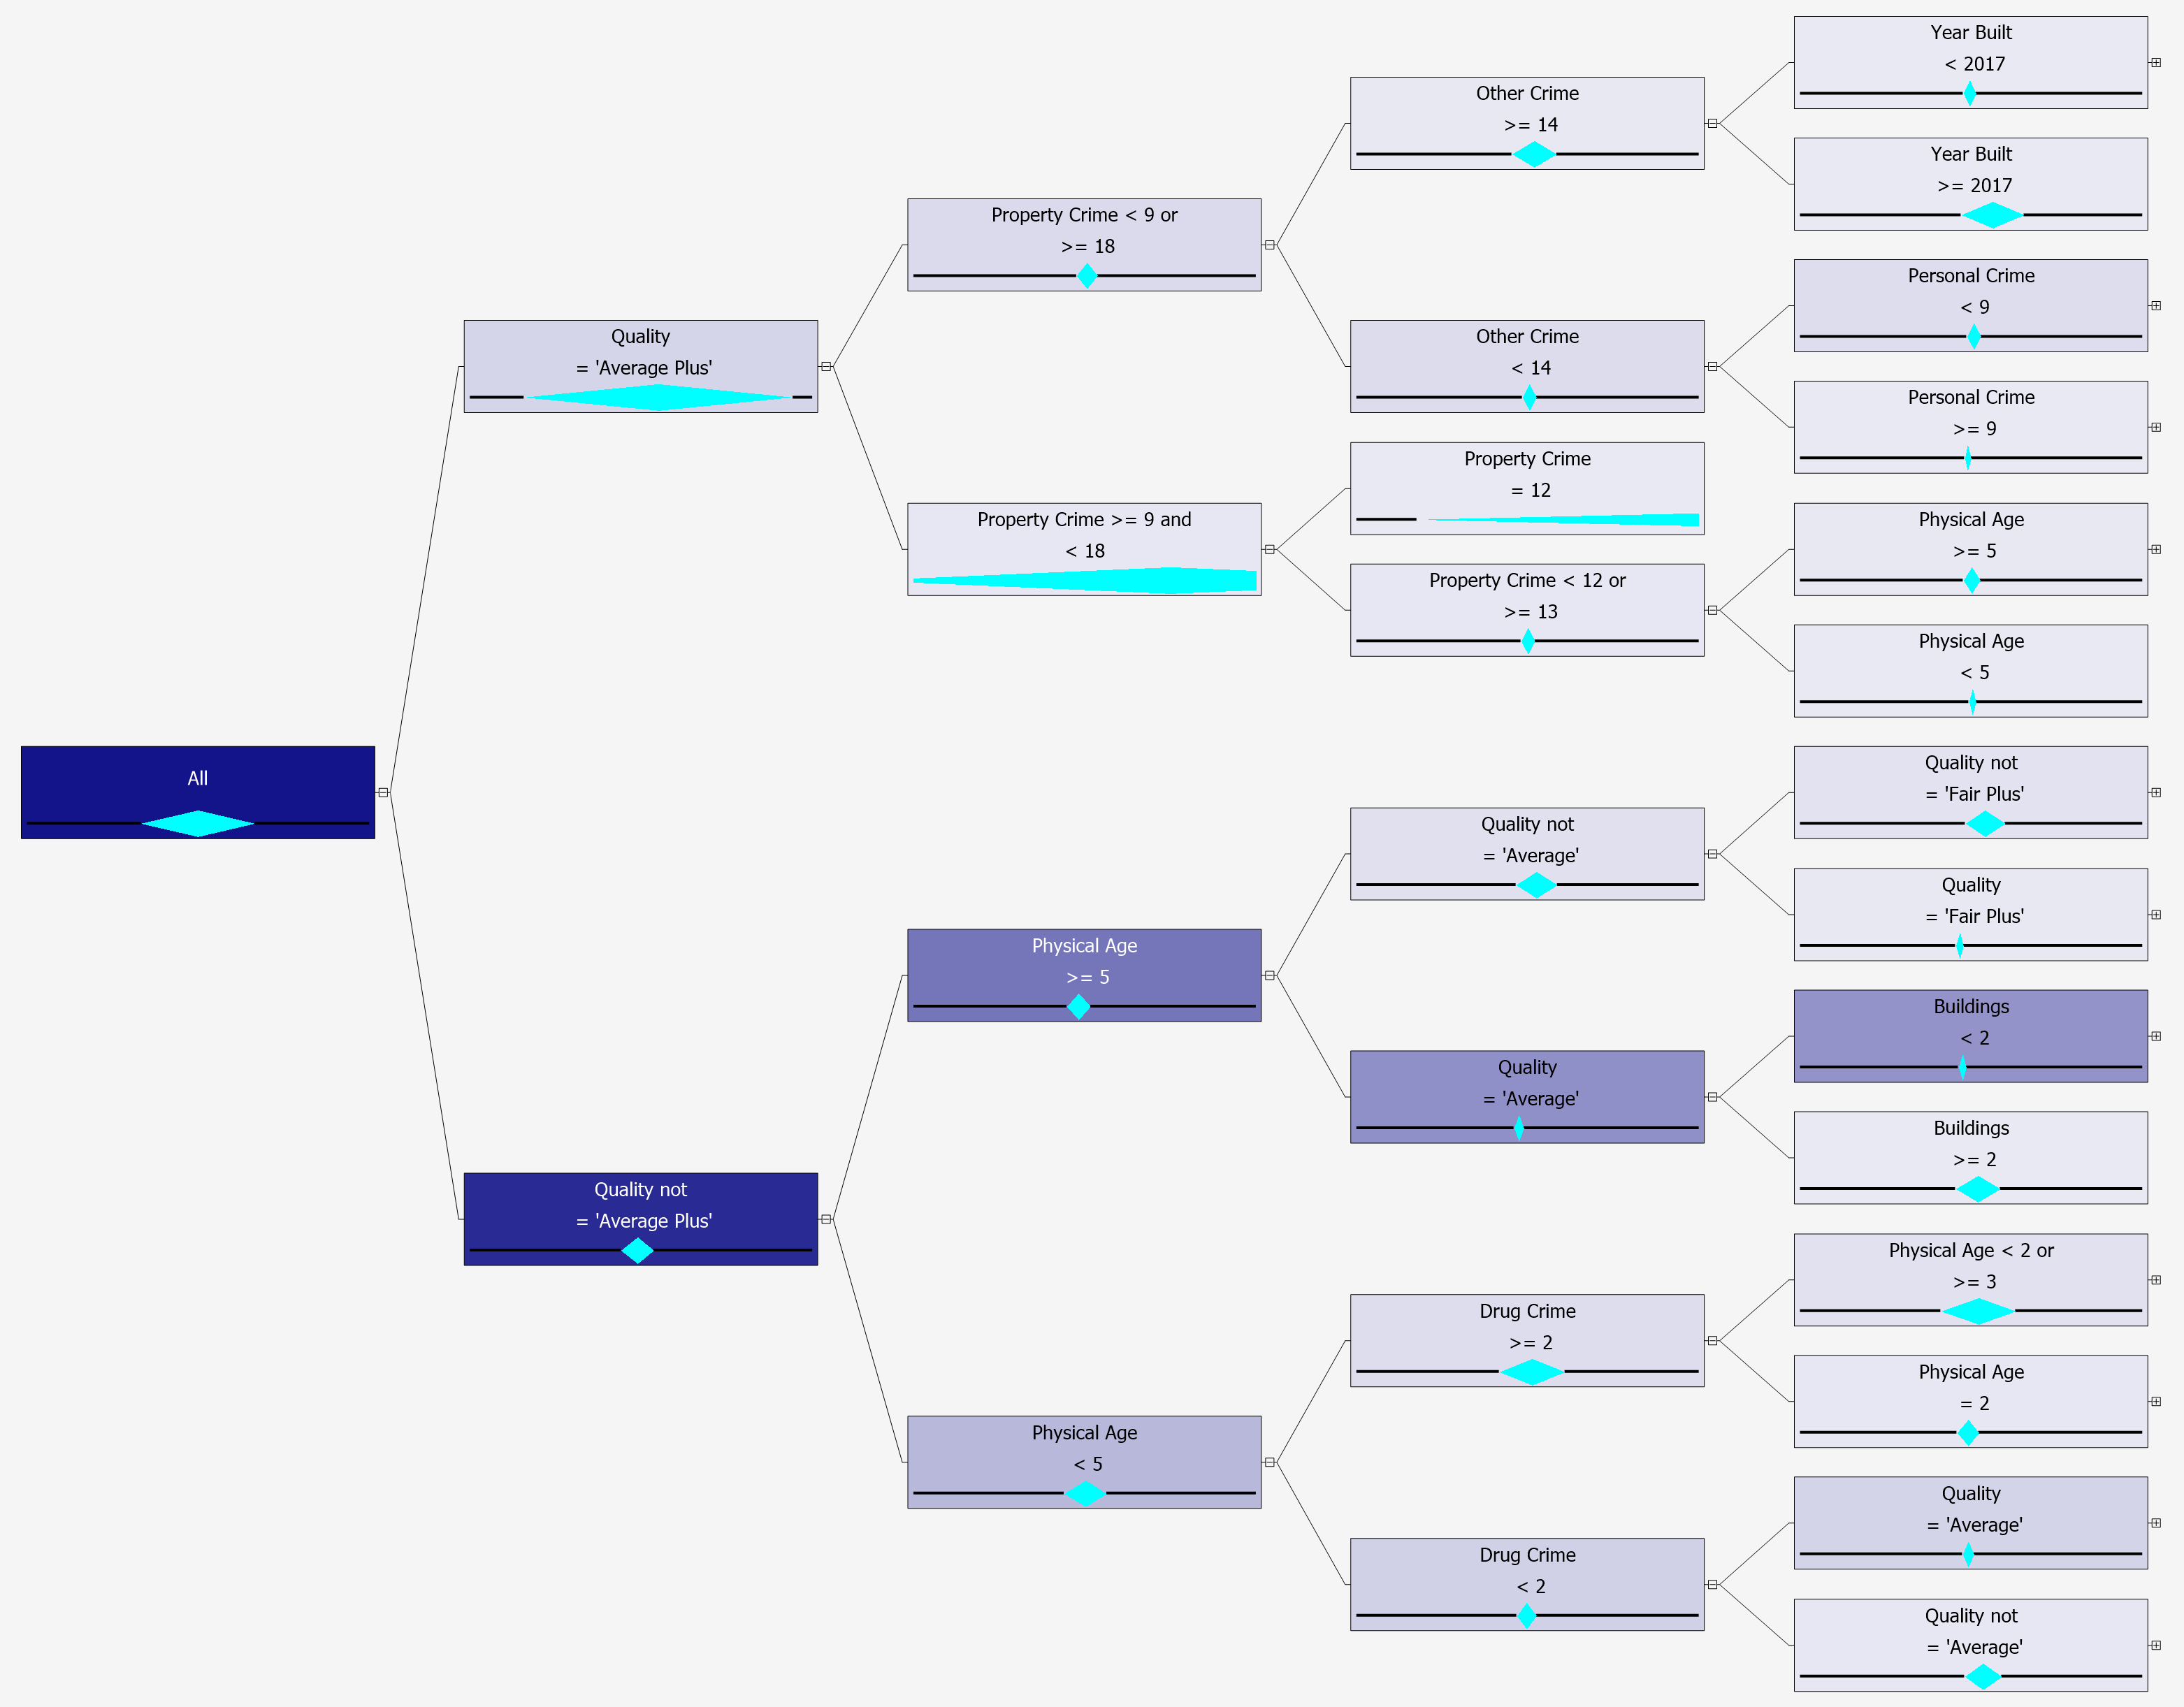 All
Quality
= 'Average Plus'
Quality not
= 'Average Plus'
Property Crime < 9 or
>= 18
Property Crime >= 9 and
< 18
Physical Age
>= 5
Physical Age
< 5
Other Crime
>= 14
Other Crime
< 14
Property Crime
= 12
Property Crime < 12 or
>= 13
Quality not
= 'Average'
Quality
= 'Average'
Drug Crime
>= 2
Drug Crime
< 2
Year Built
< 2017
Year Built
>= 2017
Personal Crime
< 9
Personal Crime
>= 9
Physical Age
>= 5
Physical Age
< 5
Quality not
= 'Fair Plus'
Quality
= 'Fair Plus'
Buildings
< 2
Buildings
>= 2
Physical Age < 2 or
>= 3
Physical Age
= 2
Quality
= 'Average'
Quality not
= 'Average'